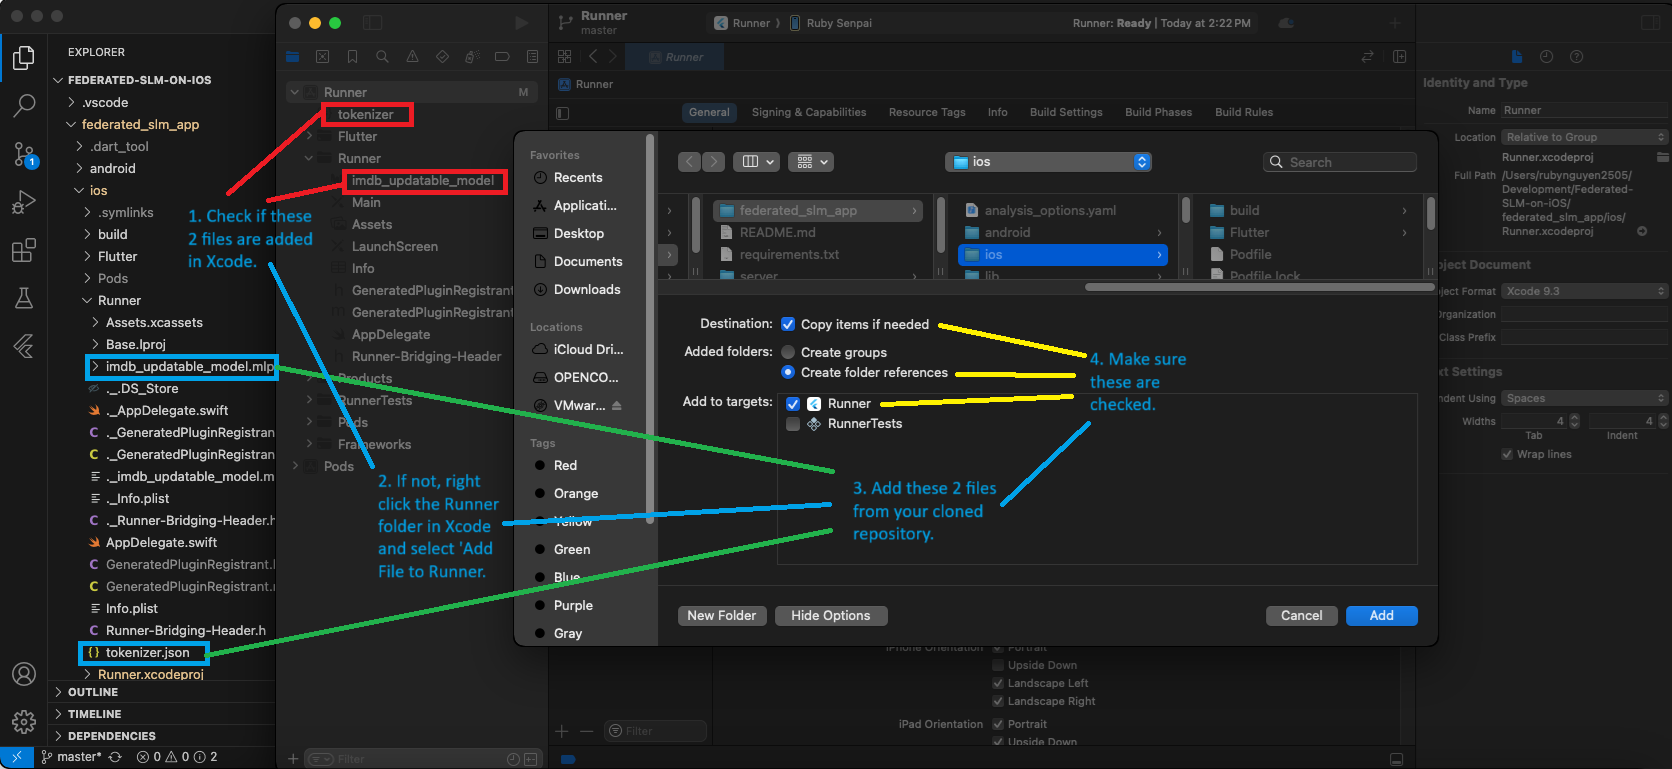 EXPLORER
FEDERATED-SLM-ON-IOS
.vscode
federated_slm_app
.dart_tool
android
ios
.symlinks
build
Flutter
Pods
Runner
Assets.xcassets
Base.lproj
imdb_updatable_model.mlp
._.DS_Store
._AppDelegate.swift
._GeneratedPluginRegistran
._GeneratedPluginRegistran
._imdb_updatable_model.m
._Info.plist
._Runner-Bridging-Header.h
AppDelegate.swift
GeneratedPluginRegistrant.
GeneratedPluginRegistrant.
Info.plist
Runner-Bridging-Header.h
{} tokenizer.json
Runner.xcodeproj
OUTLINE
TIMELINE
DEPENDENCIES
1
master* 0 0 2
1. Check if these
2 files are added
in Xcode.
Runner M
tokenizer
Flutter
Runner
imdb_updatable_model
Main
Assets
LaunchScreen
Info
GeneratedPluginRegistrant
GeneratedPluginRegistrant
AppDelegate
Runner-Bridging-Header
Products
RunnerTests
Pods
Frameworks
Pods
Filter
2. If not, right
click the Runner
folder in Xcode
and select 'Add
File to Runner.
Runner
master
Runner Ruby Senpai
Runner: Ready | Today at 2:22 PM
Runner
Runner
General Signing & Capabilities Resource Tags Info Build Settings Build Phases Build Rules
Favorites
Recents
Applicati...
Desktop
Documents
Downloads
Locations
iCloud Dri...
OPENCO...
VMwar...
Tags
Red
Orange
Yellow
Green
Blue
Purple
Gray
ios
Search
federated_slm_app
README.md
requirements.txt
server
analysis_options.yaml
android
ios
lib
build
Flutter
Podfile
Podfile.lock
Destination: Copy items if needed
Added folders: Create groups
Create folder references
Add to targets: Runner
RunnerTests
4. Make sure
these are
checked.
3. Add these 2 files
from your cloned
repository.
New Folder Hide Options Cancel Add
iPhone Orientation Portrait
Upside Down
Landscape Left
Landscape Right
iPad Orientation Portrait
Upside Down
Filter
Identity and Type
Name Runner
Location Relative to Group
Runner.xcodeproj
Full Path /Users/rubynguyen2505/
Development/Federated-
SLM-on-iOS/
federated_slm_app/ios/
Runner.xcodeproj
oject Document
oject Format Xcode 9.3
rganization
Class Prefix
xt Settings
ndent Using Spaces
Widths 4 4
Tab Indent
Wrap lines